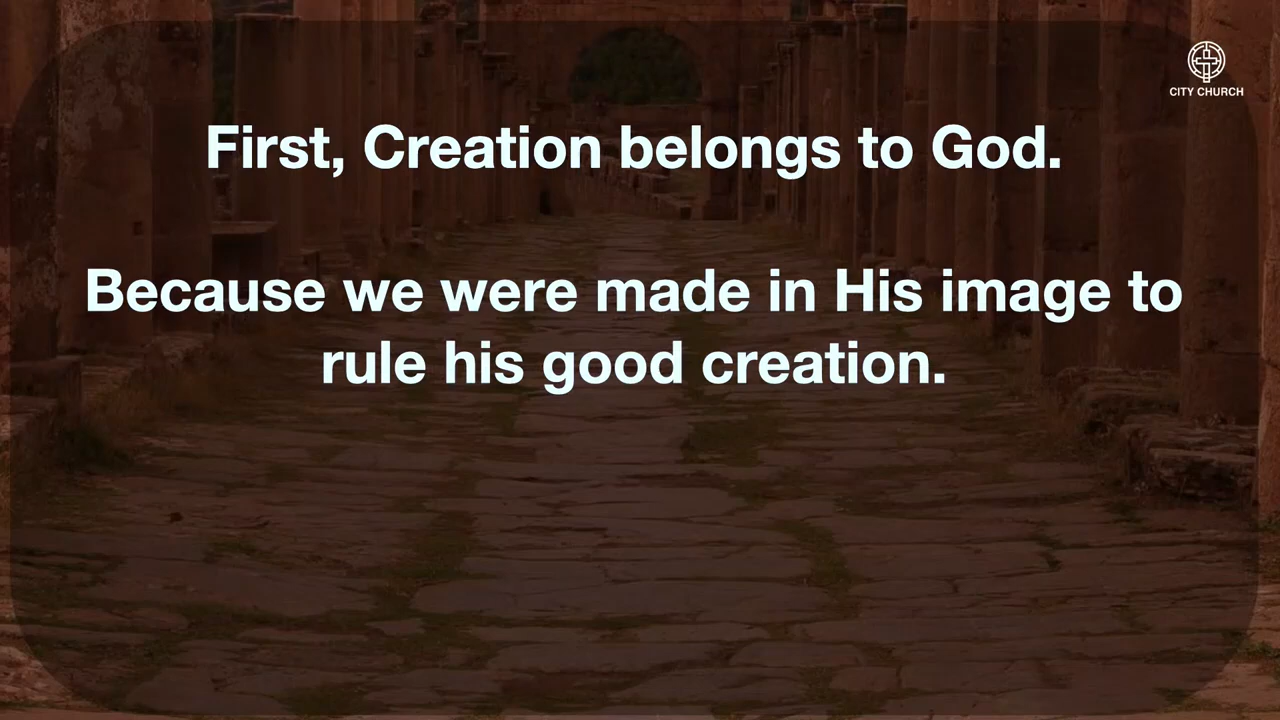 CITY CHURCH
First, Creation belongs to God.
Because we were made in His image to
rule his good creation.